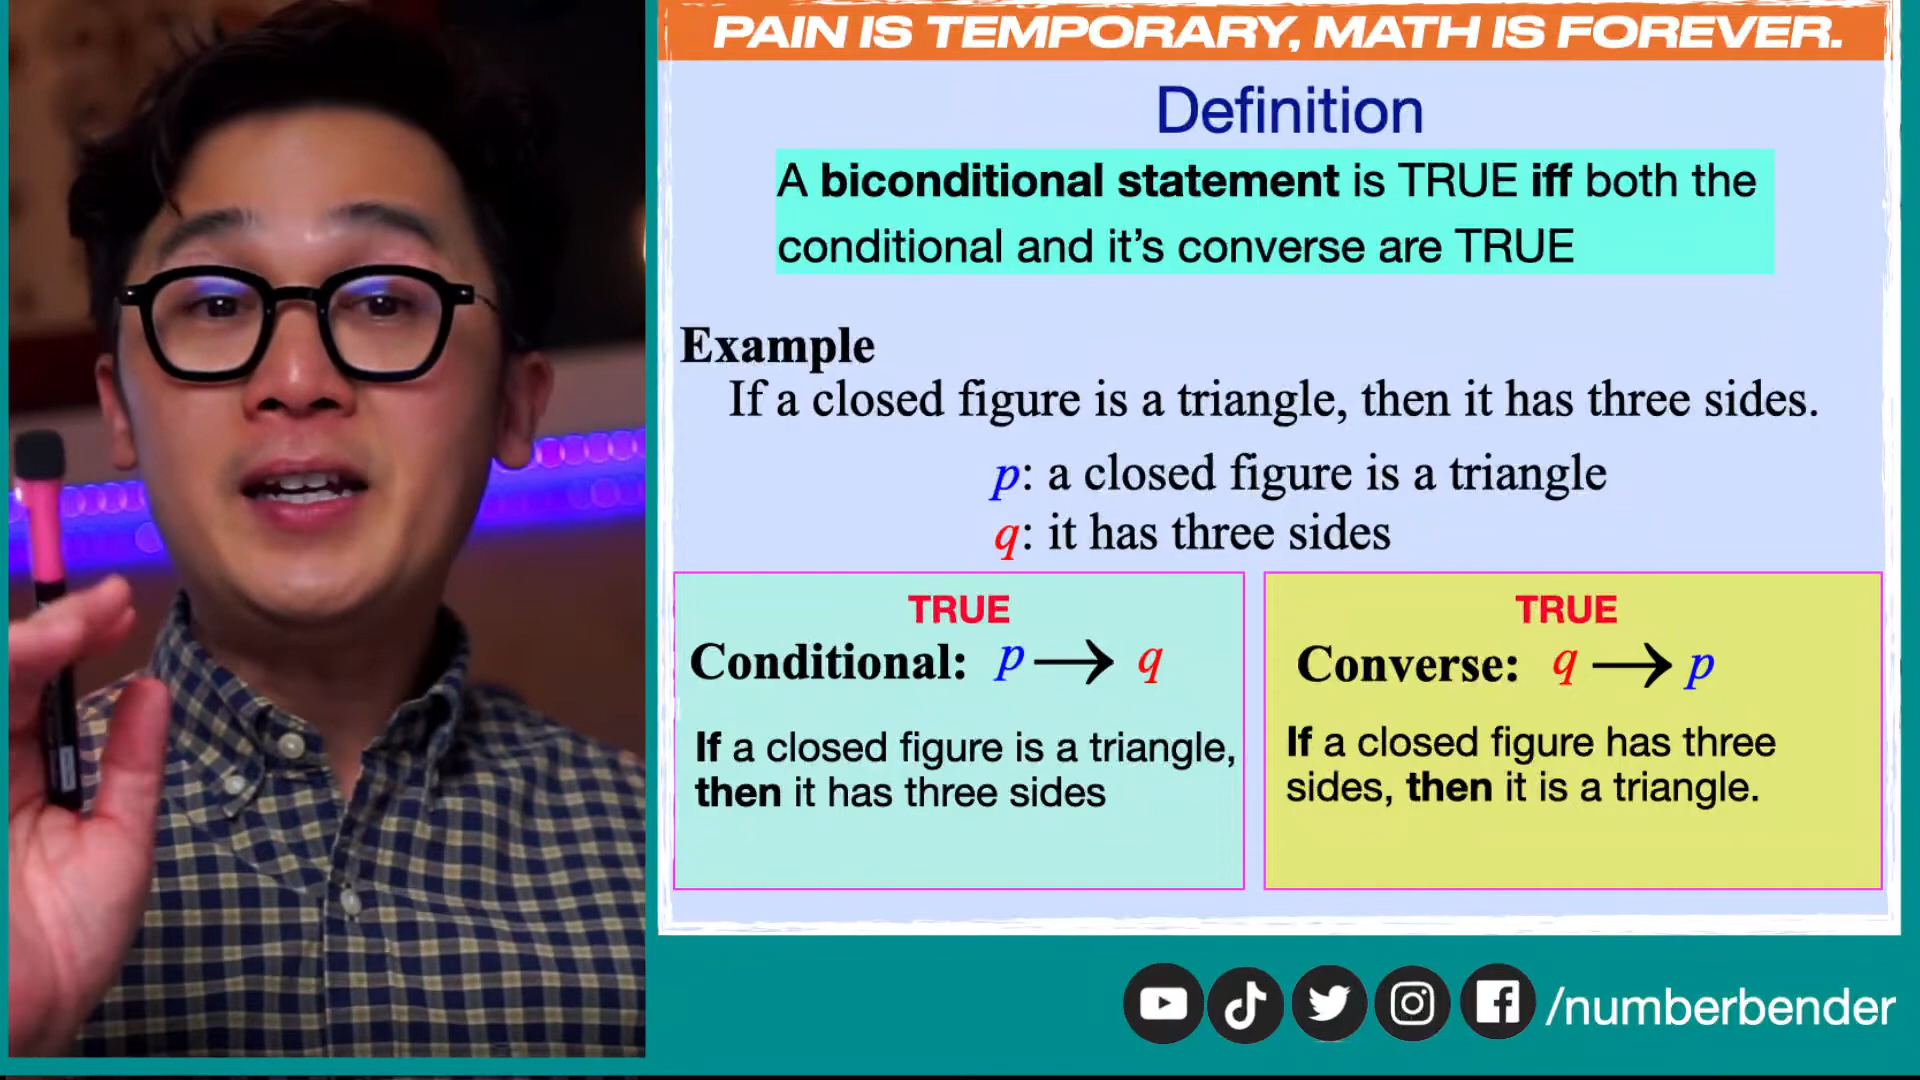 PAIN IS TEMPORARY, MATH IS FOREVER.
Definition
A biconditional statement is TRUE iff both the
conditional and it's converse are TRUE
Example
If a closed figure is a triangle, then it has three sides.
p: a closed figure is a triangle
q: it has three sides
TRUE
Conditional: p → q
If a closed figure is a triangle,
then it has three sides
TRUE
Converse: q → p
If a closed figure has three
sides, then it is a triangle.
/numberbender